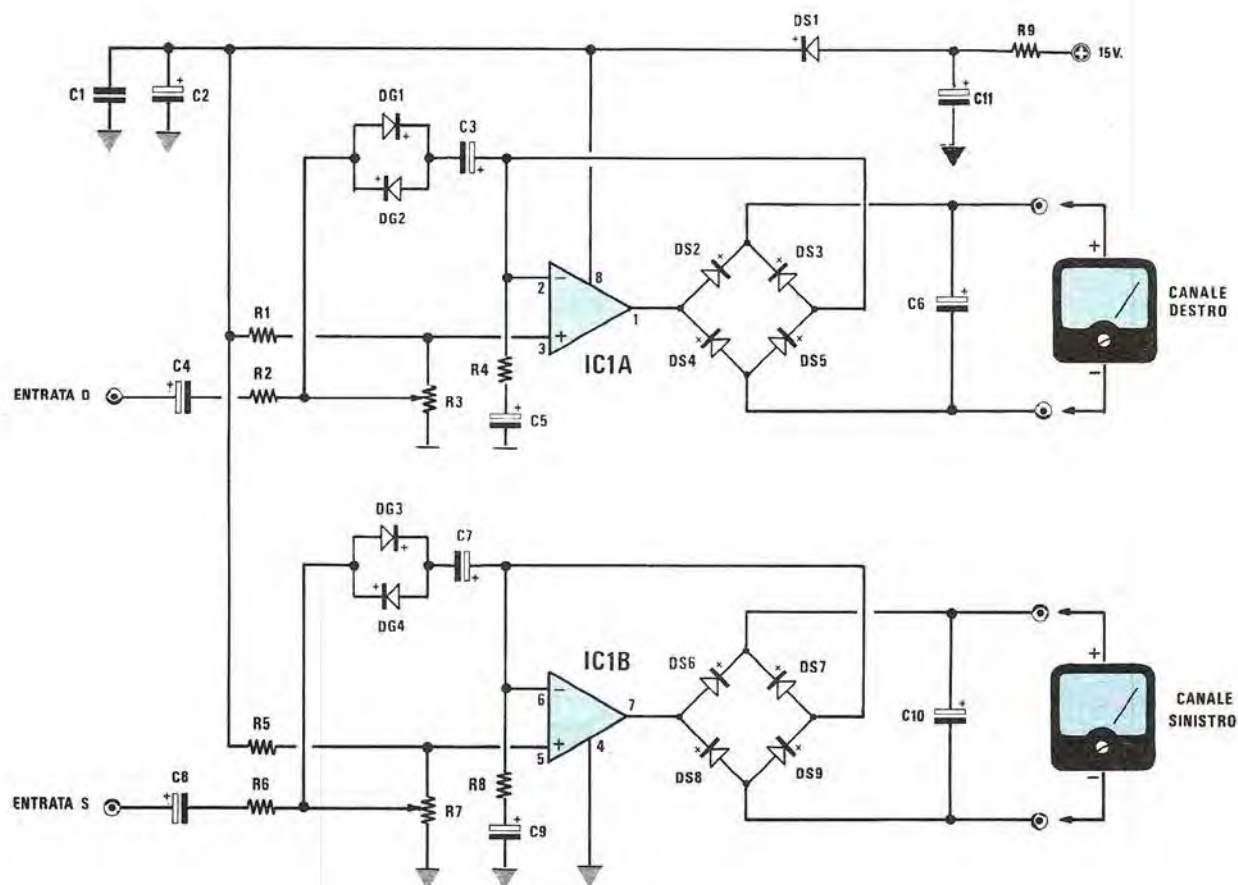 DS1
R9
15V.
C1
C2
C11
DG1
C3
DG2
DS2
DS3
8
2
1
3
IC1A
DS4
DS5
C6
CANALE
DESTRO
R1
C4
R2
ENTRATA D
R3
R4
C5
DG3
C7
DG4
IC1B
DS6
DS7
6
7
5
4
DS8
DS9
C10
CANALE
SINISTRO
R5
C8
R6
ENTRATA S
R7
R8
C9